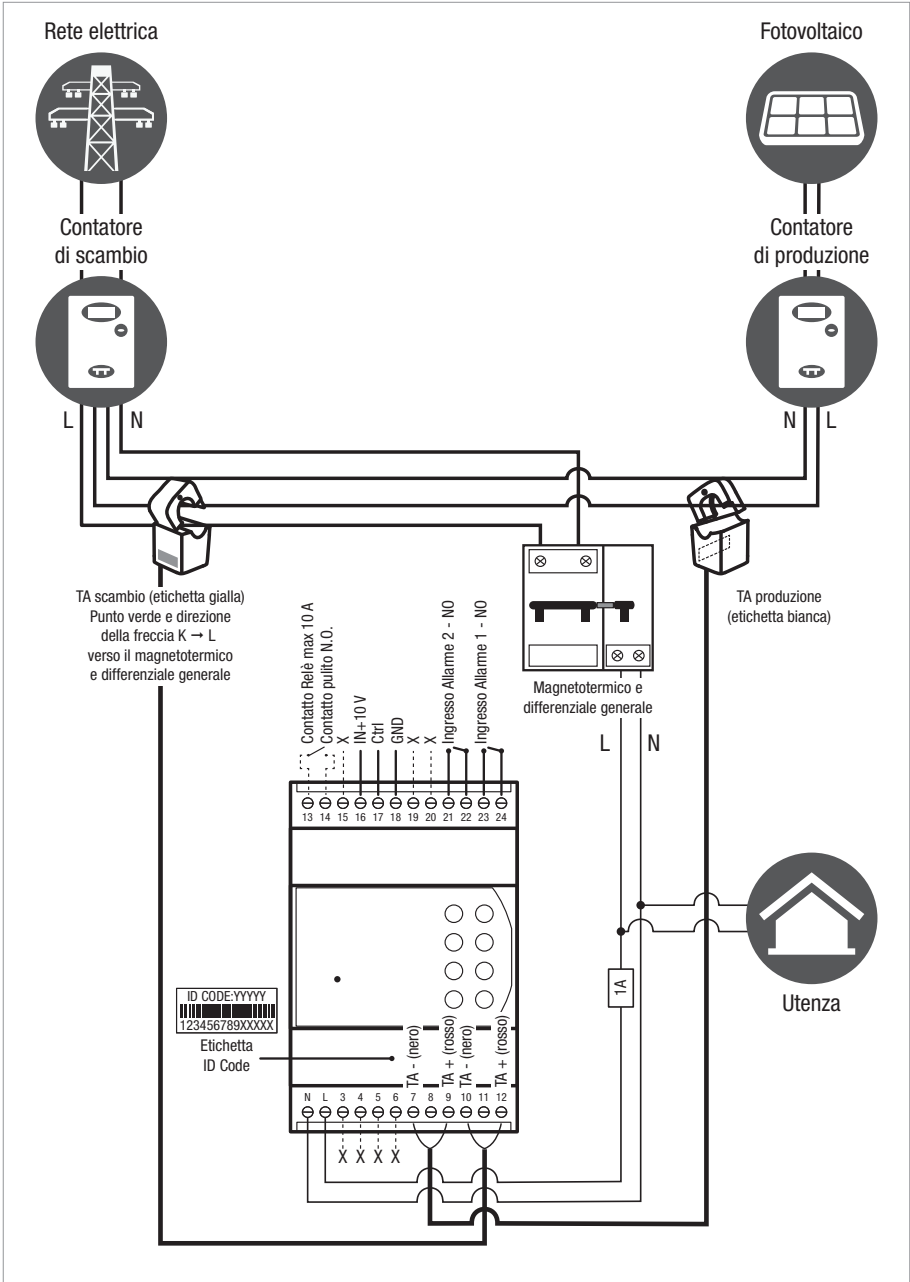 Rete elettrica
Fotovoltaico
Contatore
di scambio
Contatore
di produzione
L
N
N
L
TA scambio (etichetta gialla)
Punto verde e direzione
della freccia K → L
verso il magnetotermico
e differenziale generale
TA produzione
(etichetta bianca)
Magnetotermico e
differenziale generale
L
N
Contatto Relè max 10 A
Contatto pulito N.O.
X
IN+10 V
Ctrl
GND
X
X
Ingresso Allarme 2 - NO
Ingresso Allarme 1 - NO
13 14 15 16 17 18 19 20 21 22 23 24
1A
Utenza
ID CODE:YYYYY
123456789XXXXX
Etichetta
ID Code
TA - (nero)
TA + (rosso)
TA - (nero)
TA + (rosso)
N L 3 4 5 6 7 8 9 10 11 12
X X X X